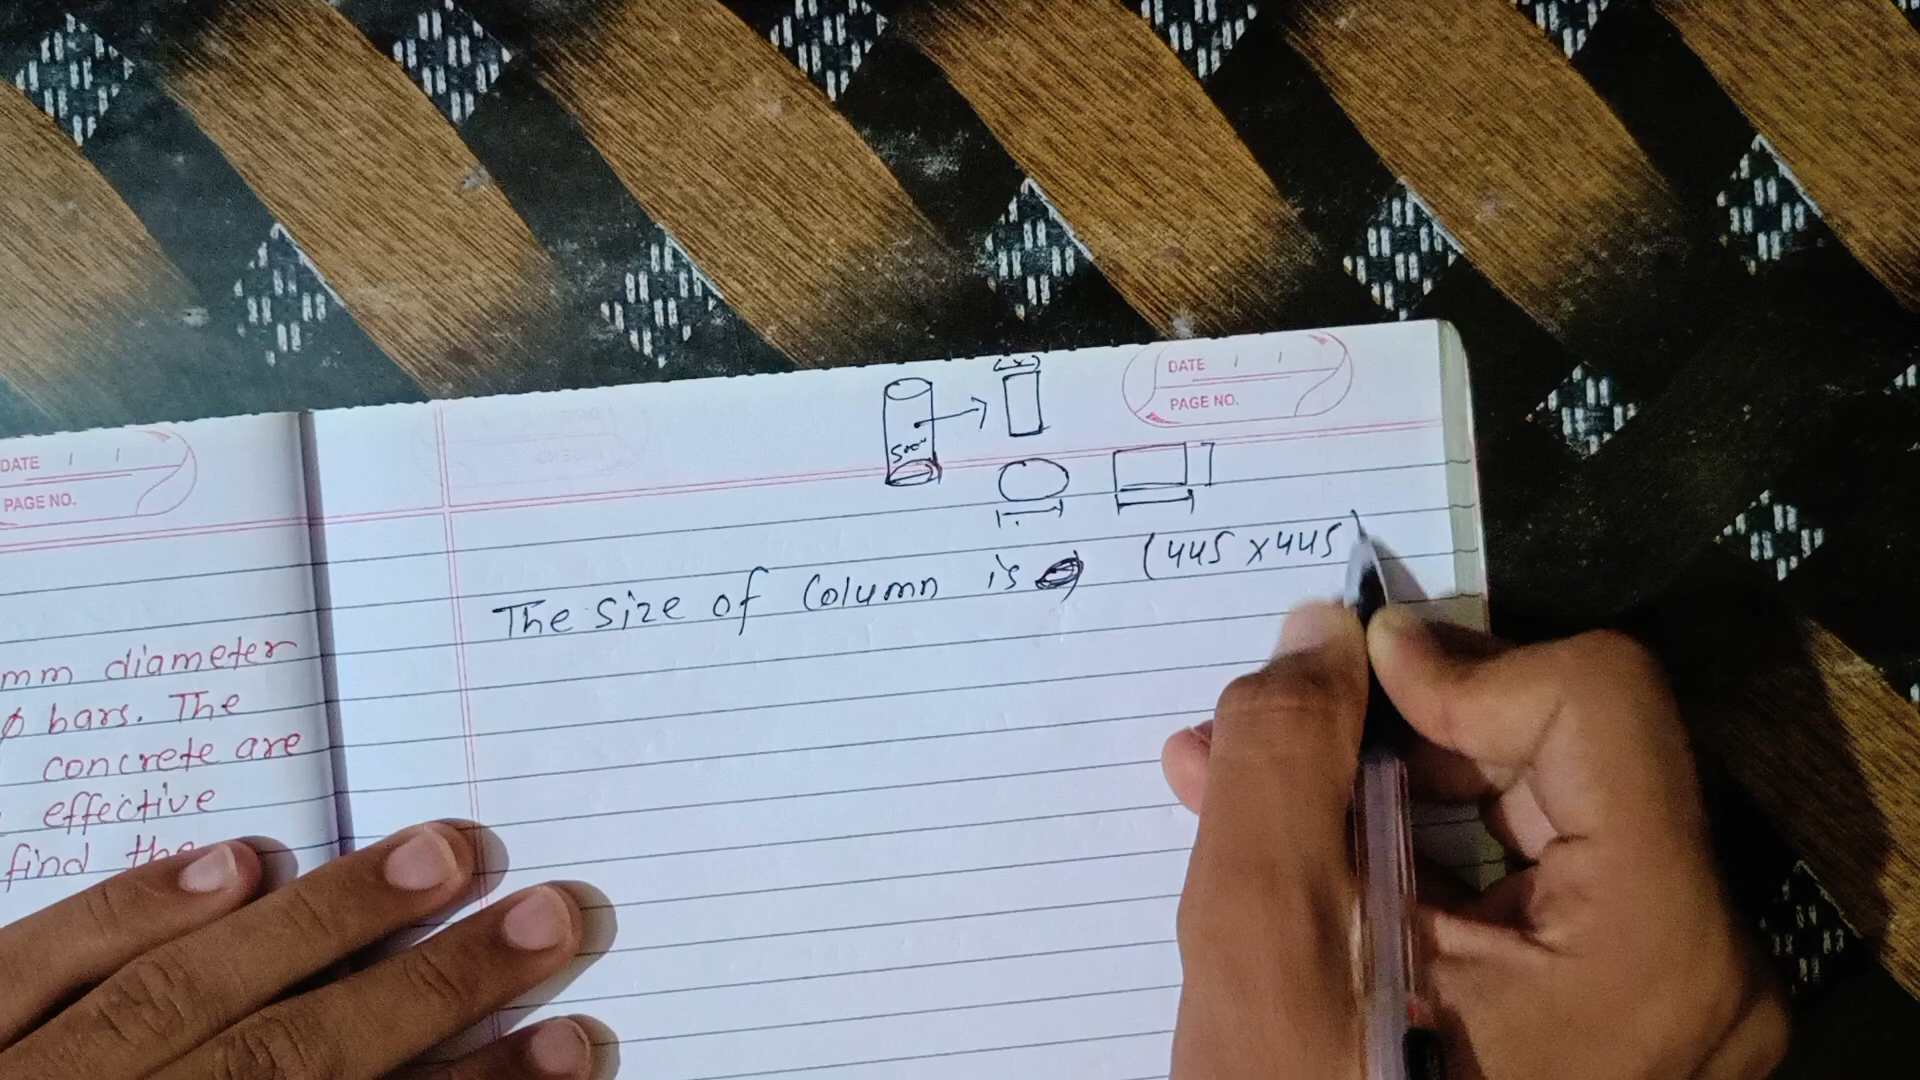 DATE / /
PAGE NO.
mm diameter
ø bars. The
concrete are
effective
find the
DATE / /
PAGE NO.
The Size of Column is (445 x 445)